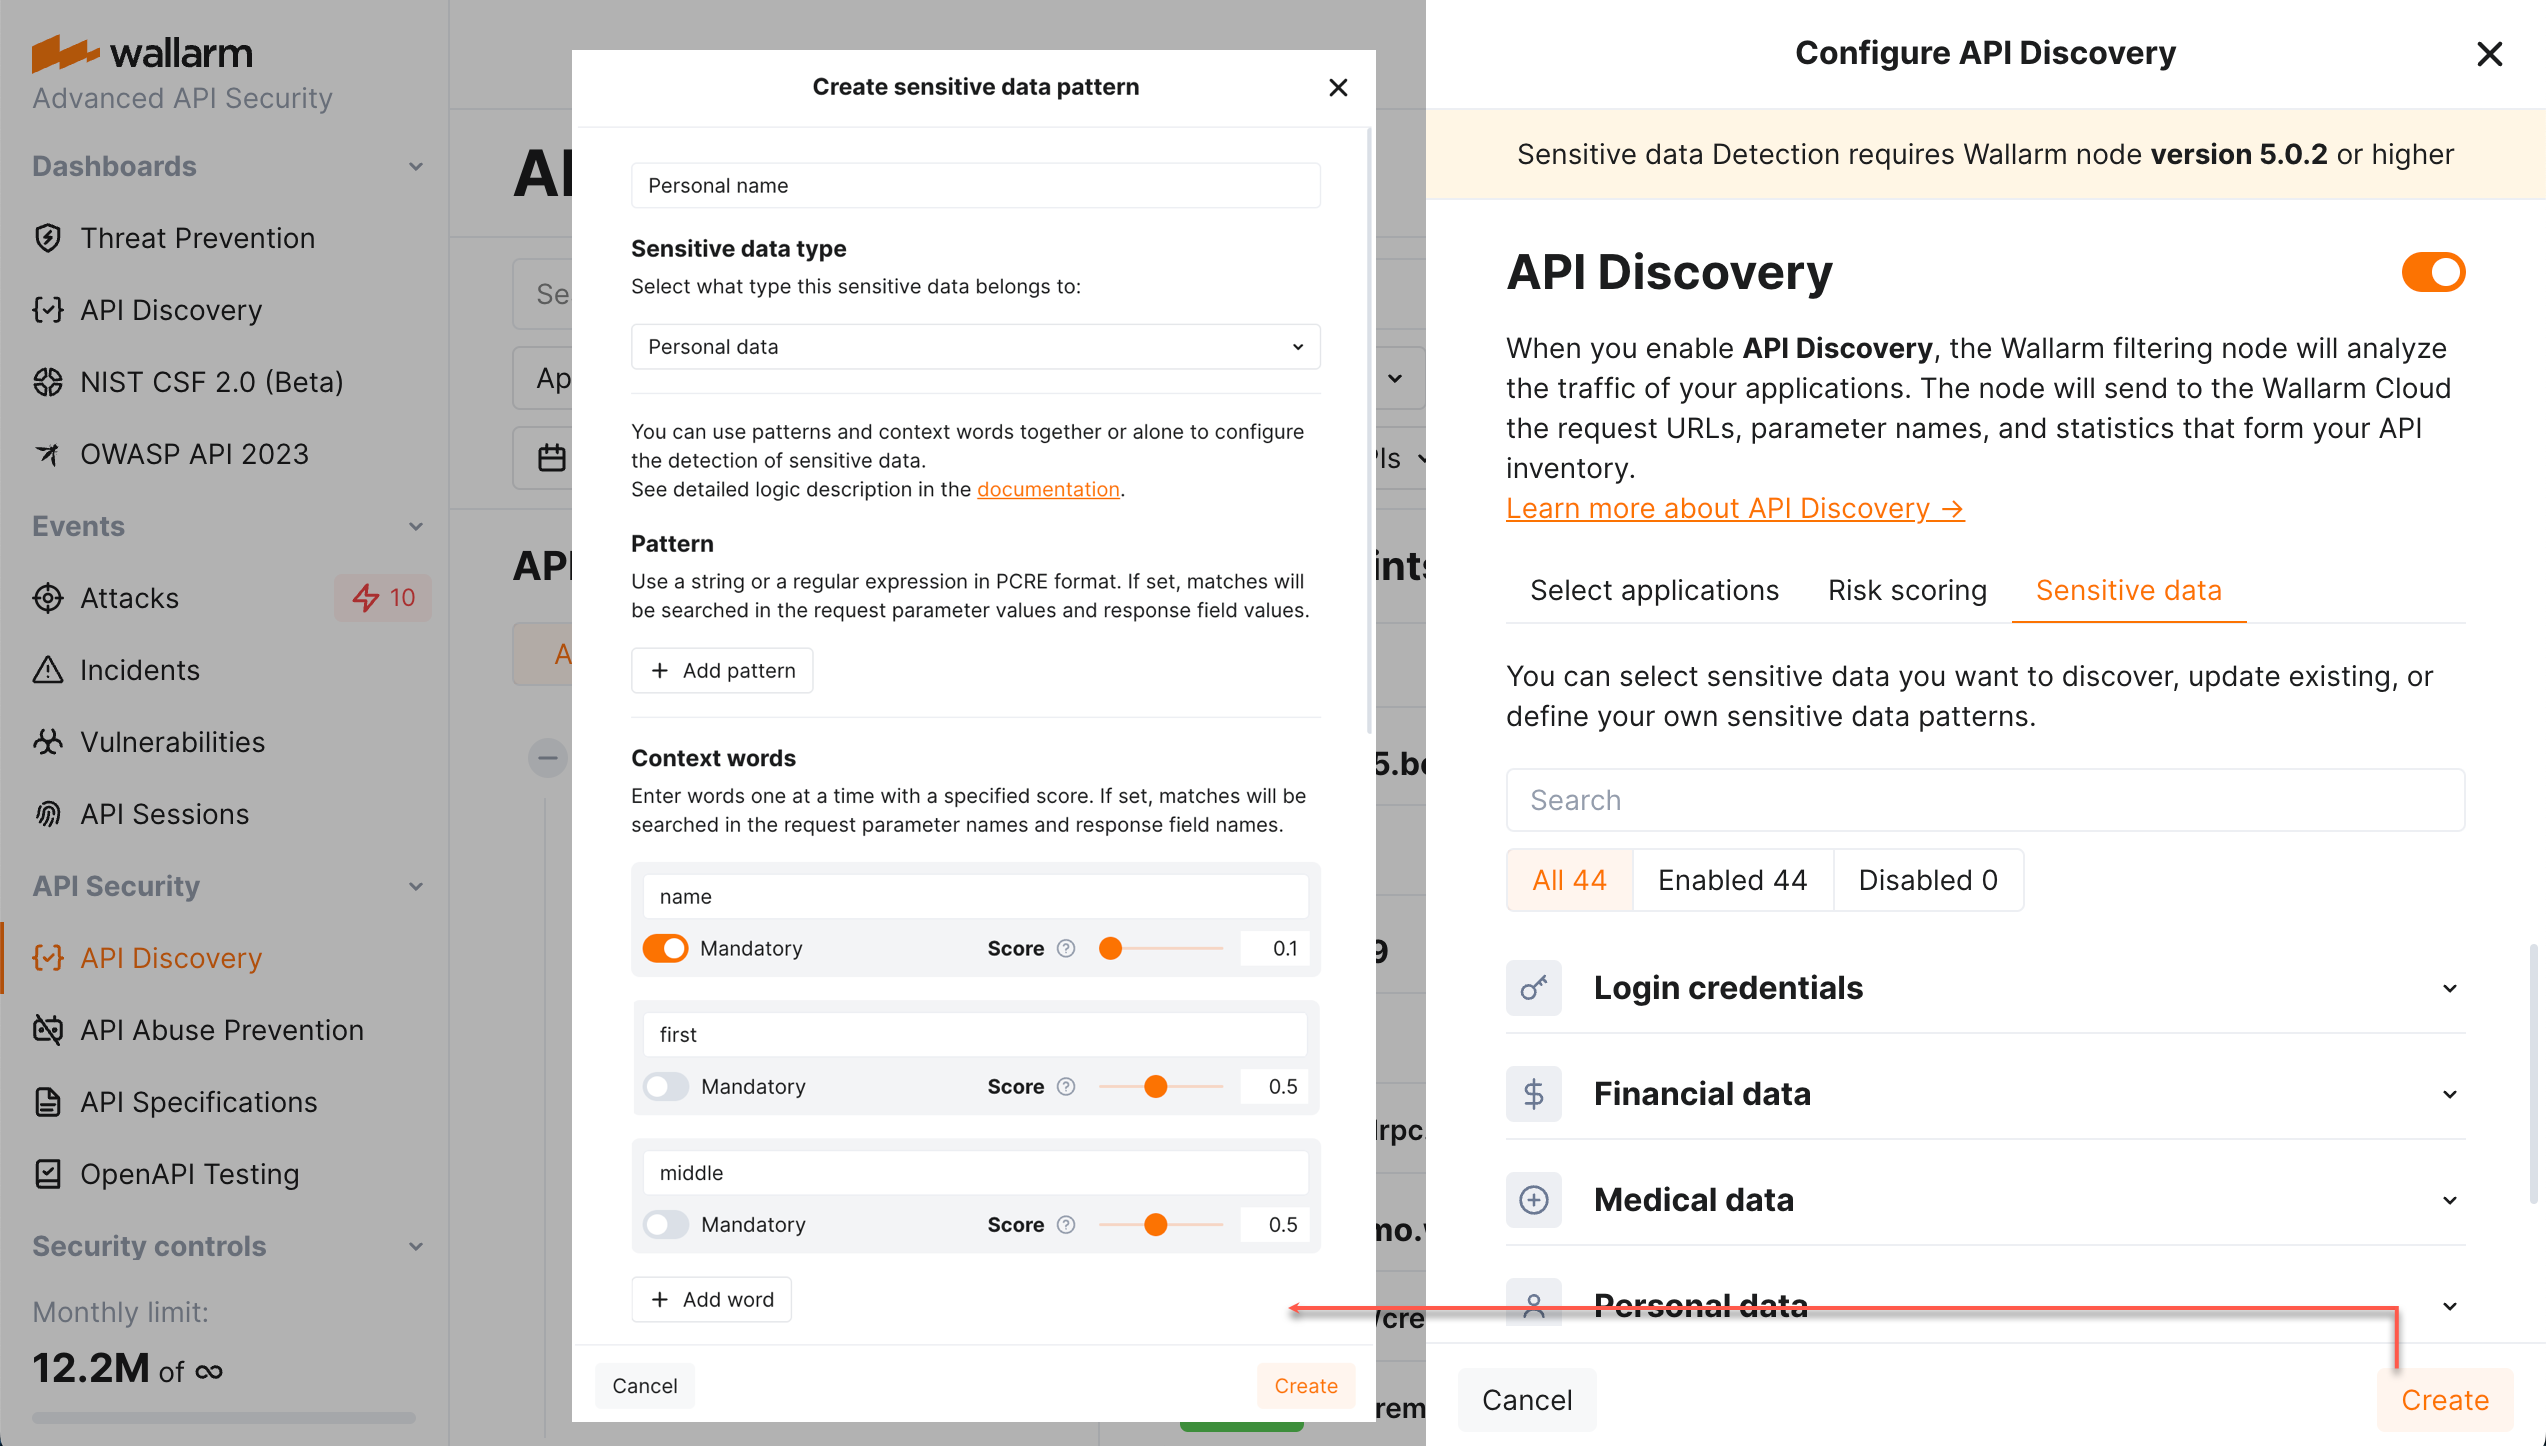 wallarm
Advanced API Security
Dashboards
Threat Prevention
API Discovery
NIST CSF 2.0 (Beta)
OWASP API 2023
Events
Attacks
10
Incidents
Vulnerabilities
API Sessions
API Security
API Discovery
API Abuse Prevention
API Specifications
OpenAPI Testing
Security controls
Monthly limit:
12.2M of ∞
Create sensitive data pattern
Personal name
Sensitive data type
Select what type this sensitive data belongs to:
Personal data
You can use patterns and context words together or alone to configure
the detection of sensitive data.
See detailed logic description in the documentation.
Pattern
Use a string or a regular expression in PCRE format. If set, matches will
be searched in the request parameter values and response field values.
+ Add pattern
Context words
Enter words one at a time with a specified score. If set, matches will be
searched in the request parameter names and response field names.
name
Mandatory Score 0.1
first
Mandatory Score 0.5
middle
Mandatory Score 0.5
+ Add word
Cancel Create
Configure API Discovery
Sensitive data Detection requires Wallarm node version 5.0.2 or higher
API Discovery
When you enable API Discovery, the Wallarm filtering node will analyze
the traffic of your applications. The node will send to the Wallarm Cloud
the request URLs, parameter names, and statistics that form your API
inventory.
Learn more about API Discovery →
Select applications Risk scoring Sensitive data
You can select sensitive data you want to discover, update existing, or
define your own sensitive data patterns.
Search
All 44 Enabled 44 Disabled 0
Login credentials
Financial data
Medical data
Personal data
Cancel Create